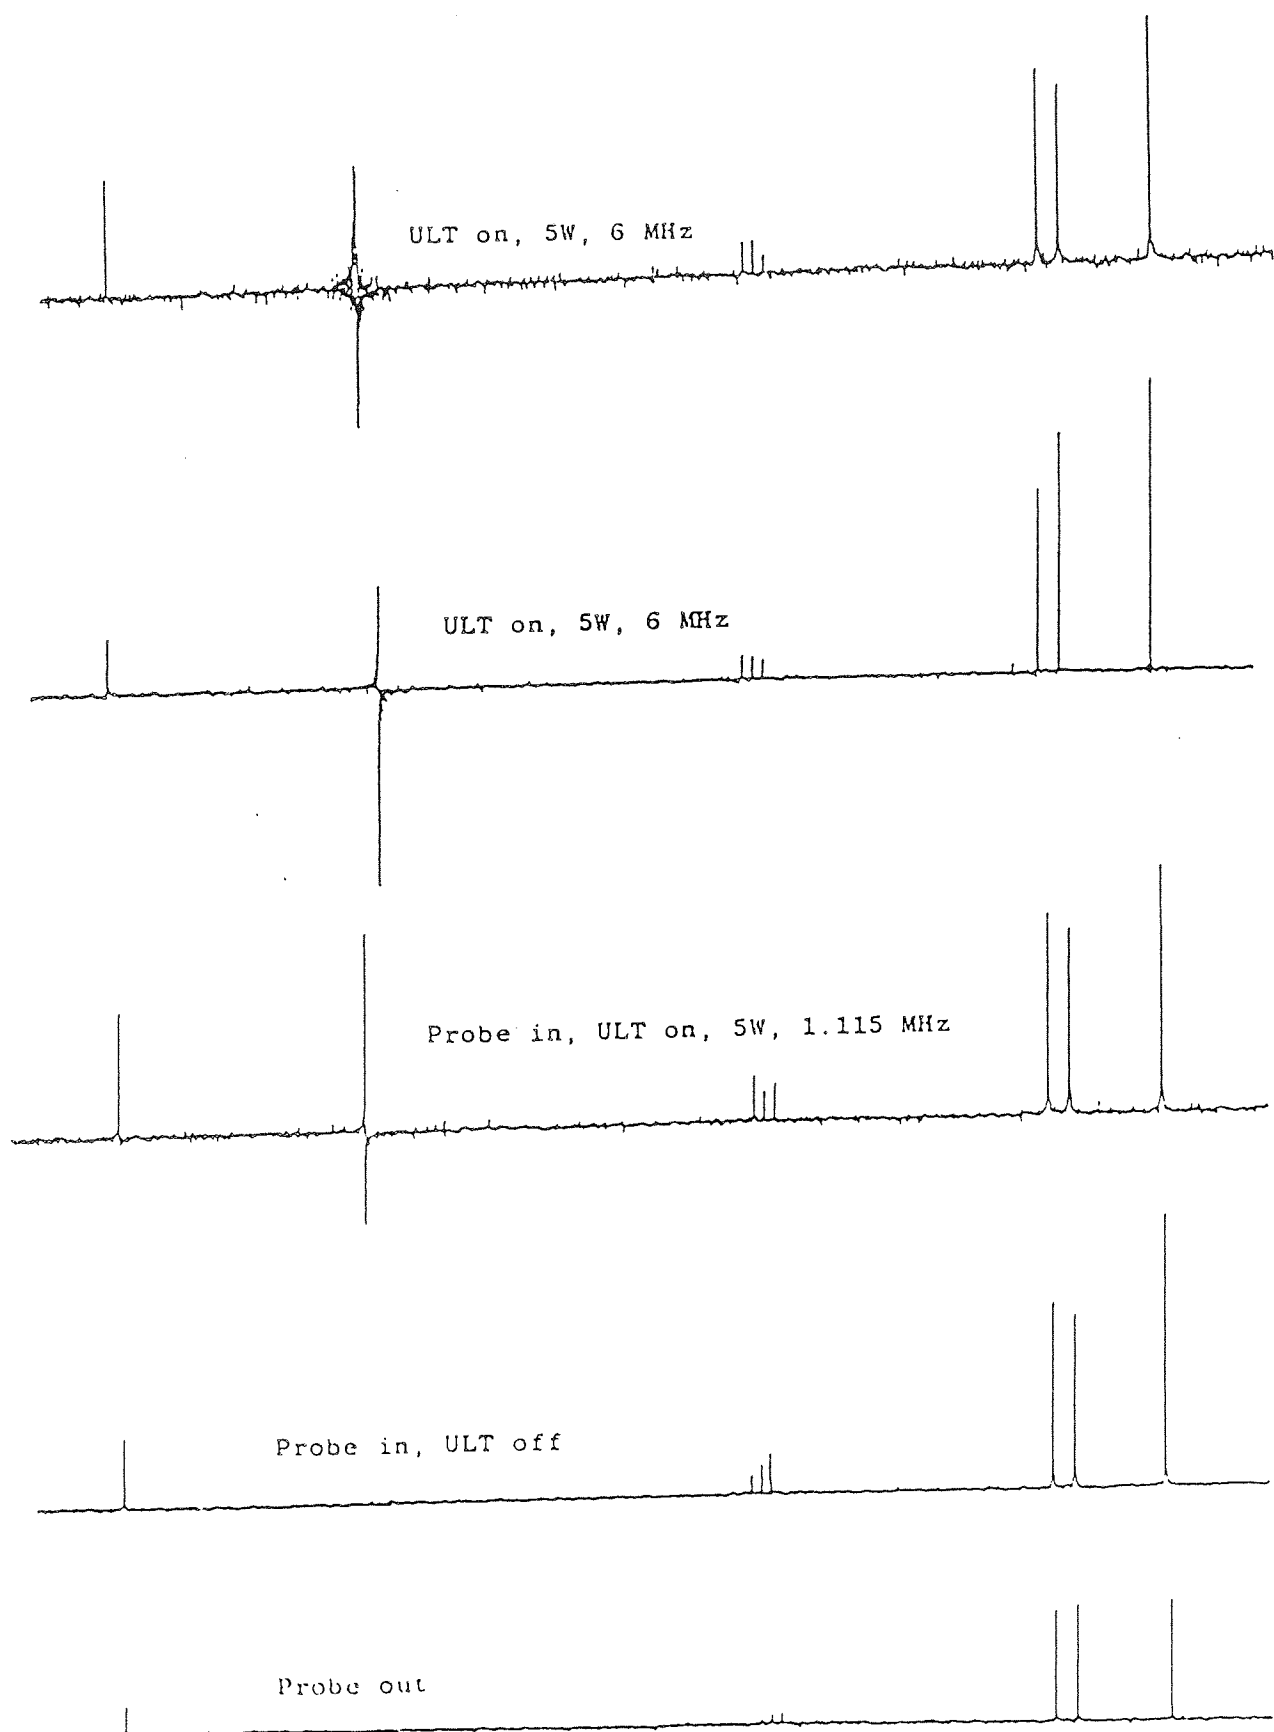 ULT on, 5W, 6 MHz
ULT on, 5W, 6 MHz
Probe in, ULT on, 5W, 1.115 MHz
Probe in, ULT off
Probe out